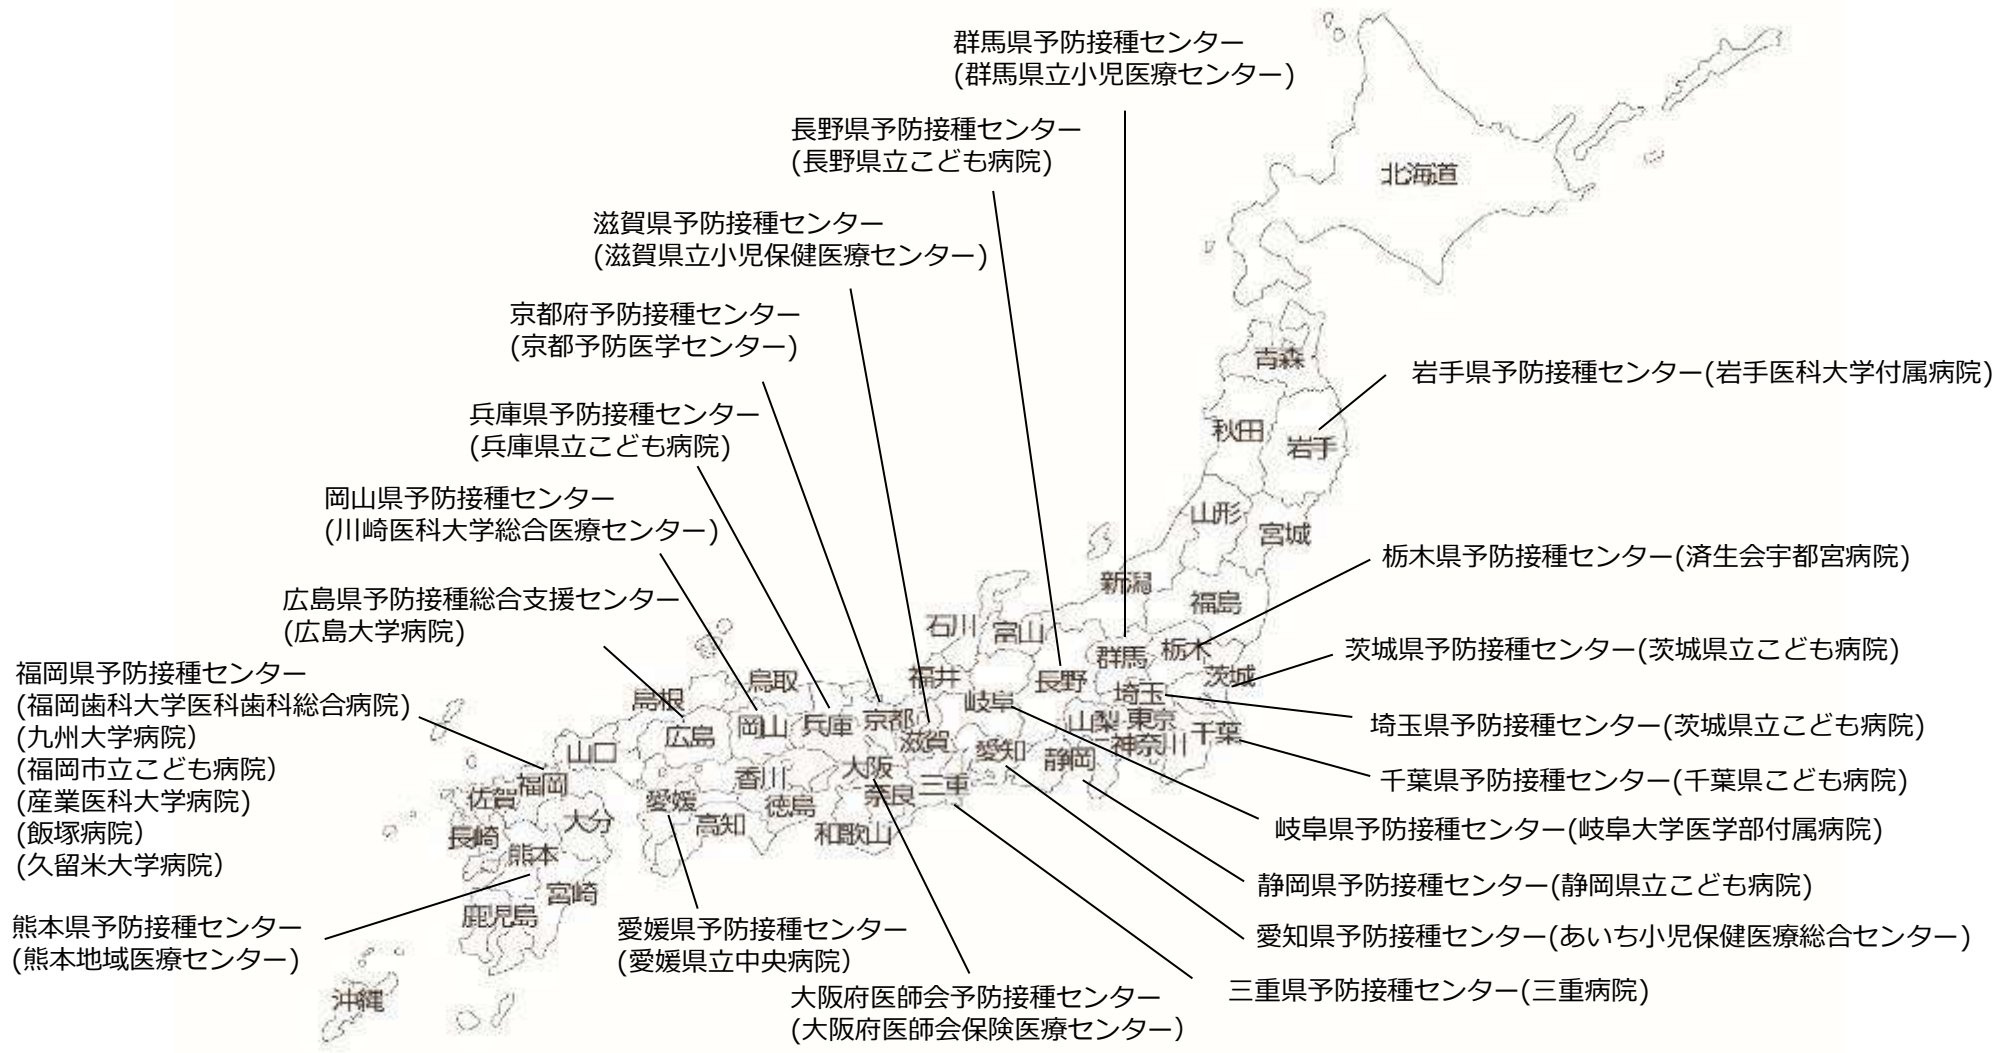 群馬県予防接種センター
(群馬県立小児医療センター)
長野県予防接種センター
(長野県立こども病院)
滋賀県予防接種センター
(滋賀県立小児保健医療センター)
京都府予防接種センター
(京都予防医学センター)
兵庫県予防接種センター
(兵庫県立こども病院)
岡山県予防接種センター
(川崎医科大学総合医療センター)
広島県予防接種総合支援センター
(広島大学病院)
福岡県予防接種センター
(福岡歯科大学医科歯科総合病院)
(九州大学病院)
(福岡市立こども病院)
(産業医科大学病院)
(飯塚病院)
(久留米大学病院)
熊本県予防接種センター
(熊本地域医療センター)
愛媛県予防接種センター
(愛媛県立中央病院)
大阪府医師会予防接種センター
(大阪府医師会保険医療センター)
岩手県予防接種センター(岩手医科大学付属病院)
栃木県予防接種センター(済生会宇都宮病院)
茨城県予防接種センター(茨城県立こども病院)
埼玉県予防接種センター(茨城県立こども病院)
千葉県予防接種センター(千葉県こども病院)
岐阜県予防接種センター(岐阜大学医学部付属病院)
静岡県予防接種センター(静岡県立こども病院)
愛知県予防接種センター(あいち小児保健医療総合センター)
三重県予防接種センター(三重病院)
北海道
青森
秋田
岩手
山形
宮城
新潟
福島
石川
富山
群馬
栃木
茨城
福井
長野
岐阜
埼玉
山梨
東京
神奈川
千葉
静岡
愛知
三重
滋賀
京都
兵庫
大阪
奈良
和歌山
鳥取
島根
岡山
広島
山口
香川
徳島
愛媛
高知
福岡
佐賀
長崎
大分
熊本
宮崎
鹿児島
沖縄